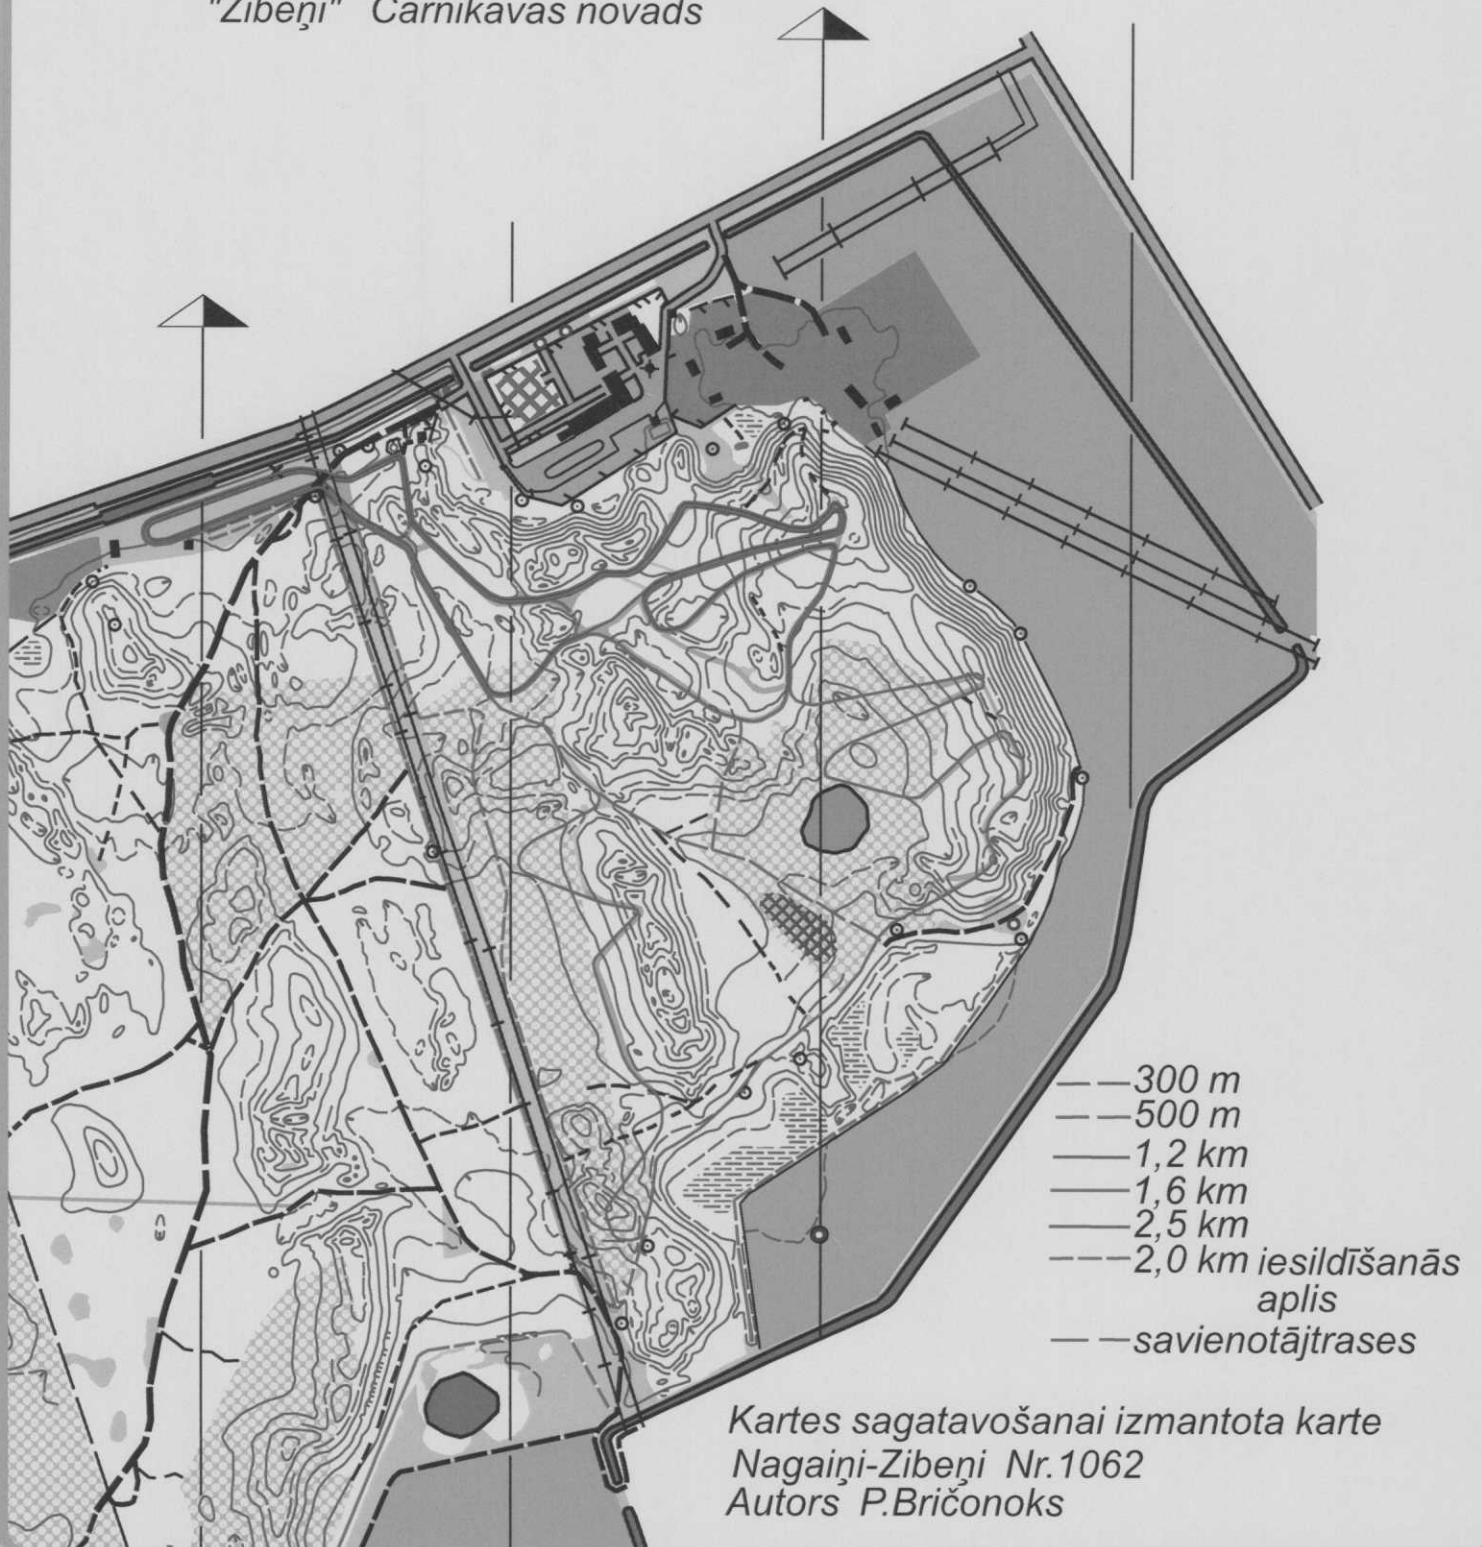 "Zibeņi" Carnikavas novads
300 m
500 m
1,2 km
1,6 km
2,5 km
2,0 km iesildīšanās
aplis
savienotājtrases
Kartes sagatavošanai izmantota karte
Nagaiņi-Zibeņi Nr.1062
Autors P.Bričonoks